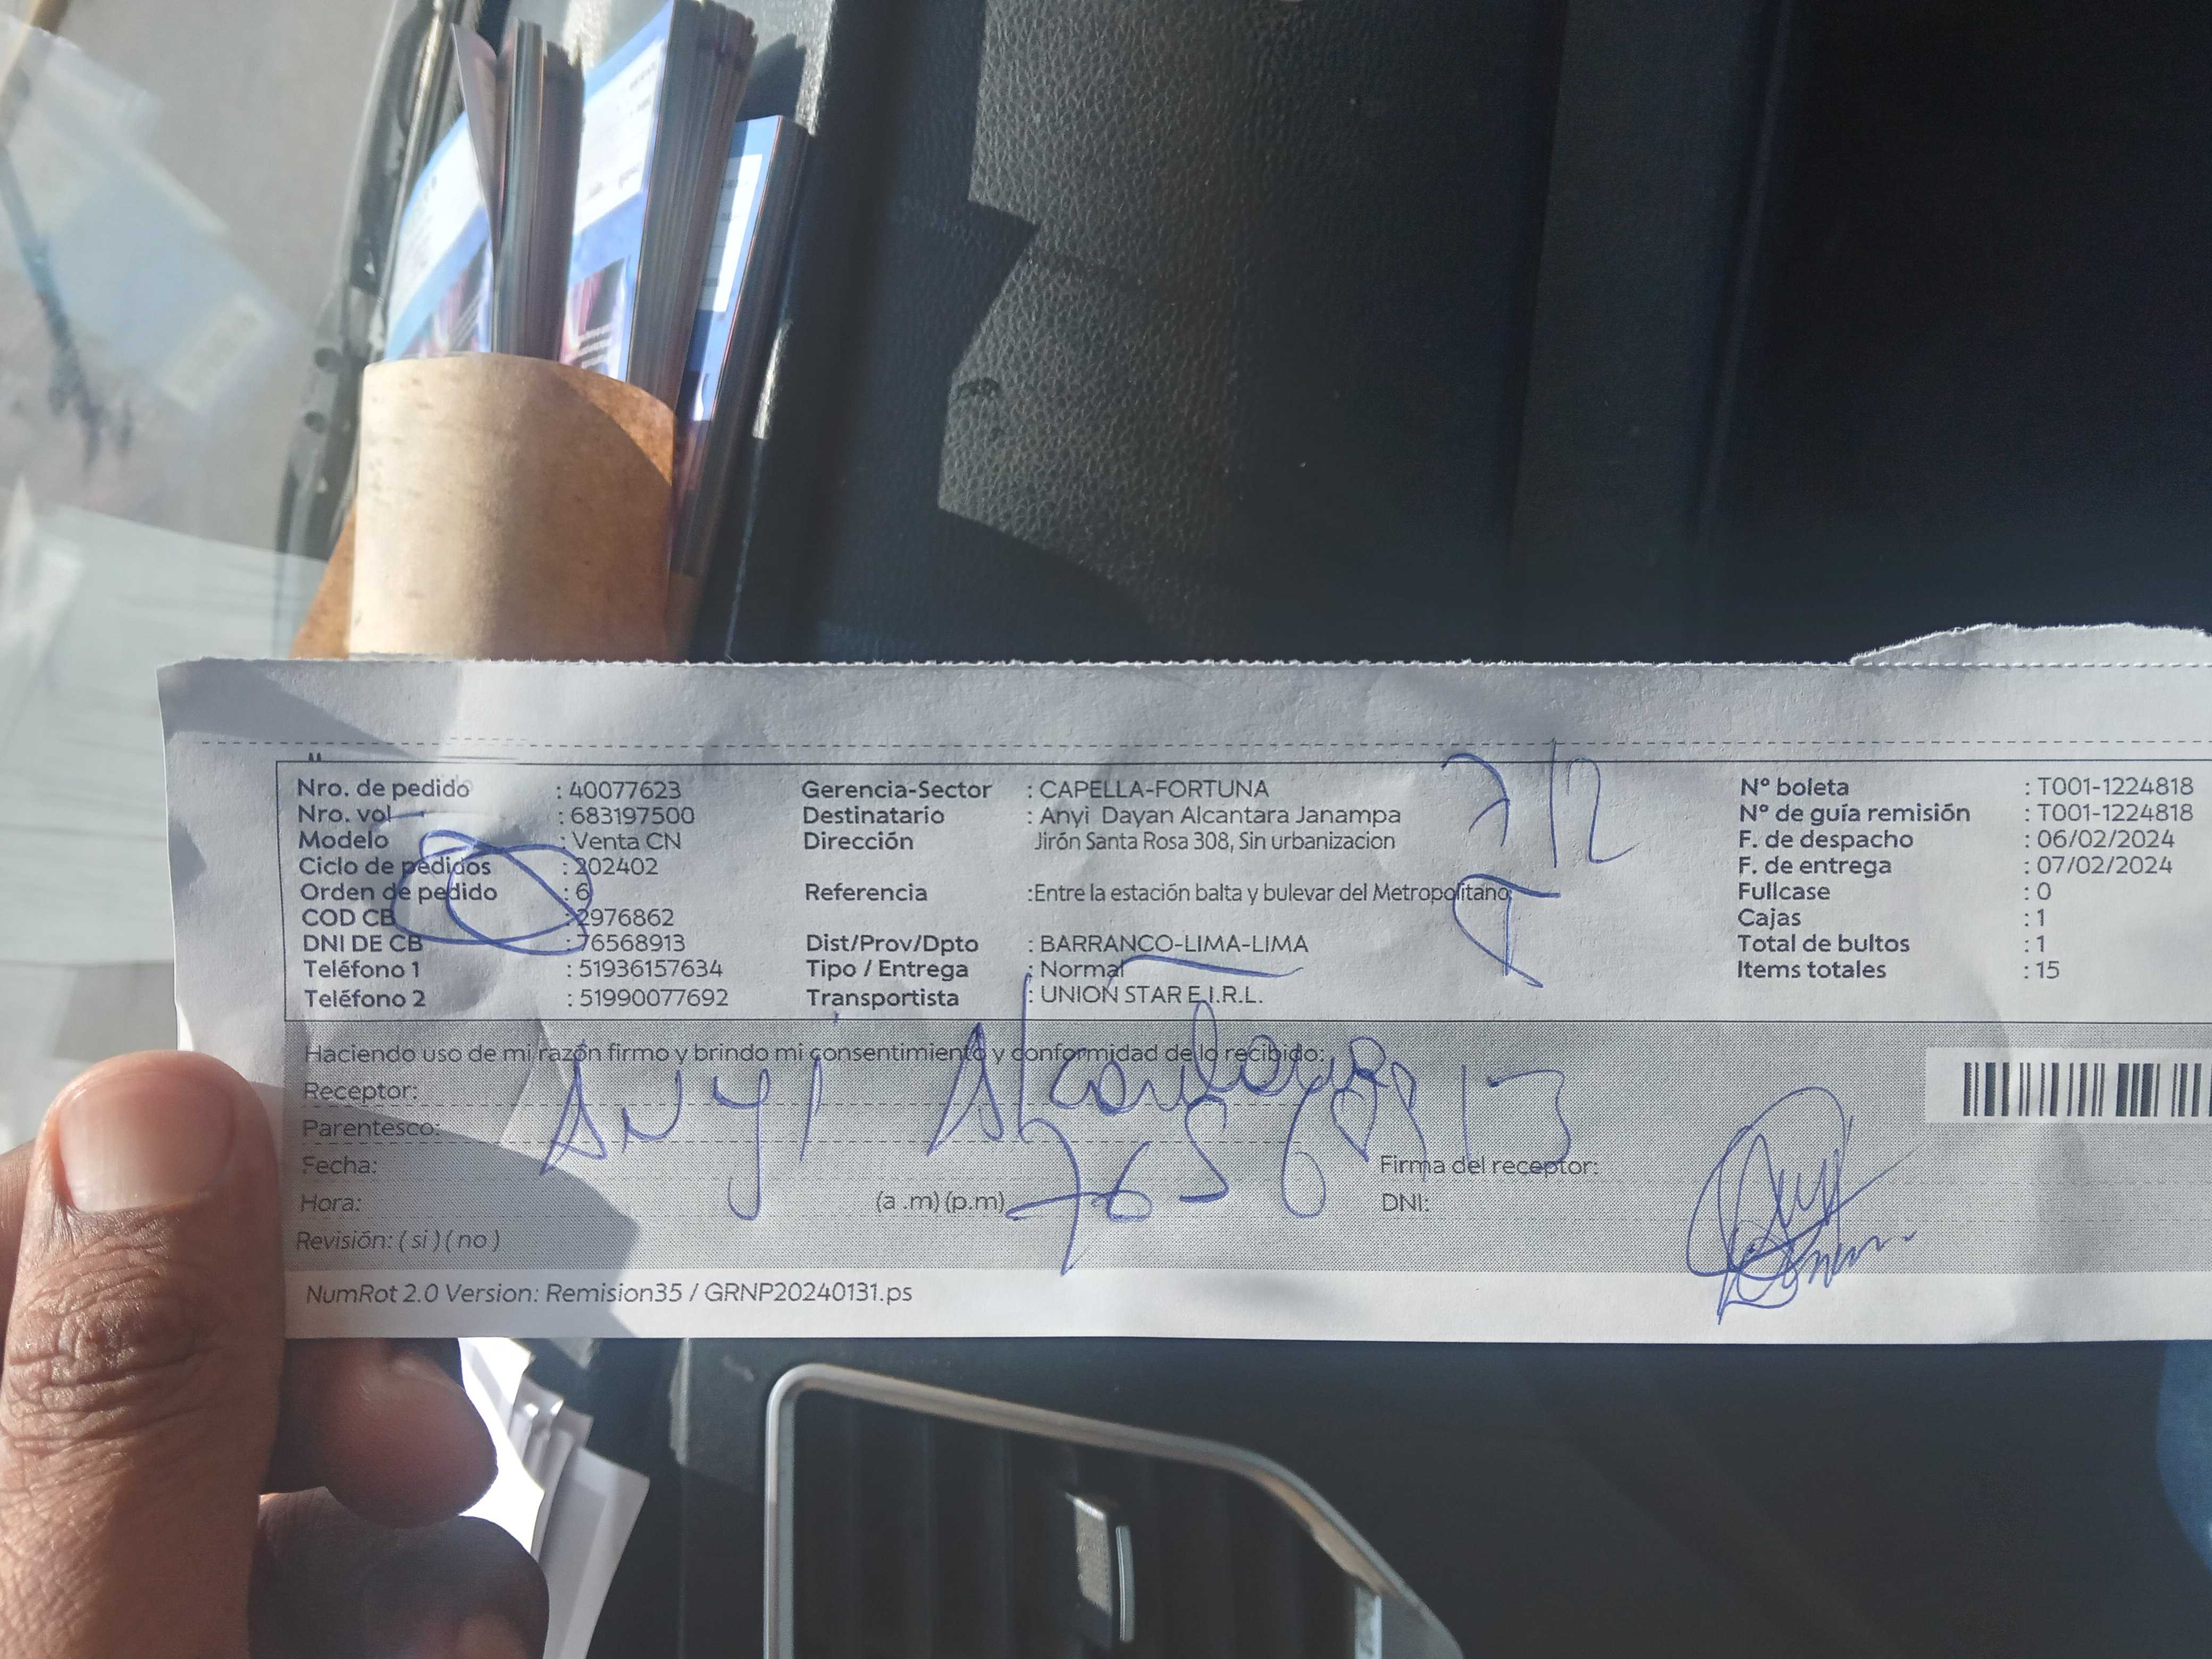 Nro. de pedido : 40077623 Gerencia-Sector : CAPELLA-FORTUNA 7/2 Nº boleta : T001-1224818
Nro. vol : 683197500 Destinatario : Anyi Dayan Alcantara Janampa Nº de guía remisión : T001-1224818
Modelo : Venta CN Dirección Jirón Santa Rosa 308, Sin urbanizacion F. de despacho : 06/02/2024
Ciclo de pedidos : 202402 F. de entrega : 07/02/2024
Orden de pedido : 6 Referencia :Entre la estación balta y bulevar del Metropolitano Fullcase : 0
COD CB : 2976862 Cajas : 1
DNI DE CB : 76568913 Dist/Prov/Dpto : BARRANCO-LIMA-LIMA Total de bultos : 1
Teléfono 1 : 51936157634 Tipo / Entrega : Normal Items totales : 15
Teléfono 2 : 51990077692 Transportista : UNION STAR E.I.R.L.
Haciendo uso de mi razón firmo y brindo mi consentimiento y conformidad de lo recibido:
Receptor: Anyi Alcantara
Parentesco: 76568913
Fecha: Firma del receptor:
Hora: (a .m) (p.m) DNI:
Revisión: ( si ) ( no )
NumRot 2.0 Version: Remision35 / GRNP20240131.ps